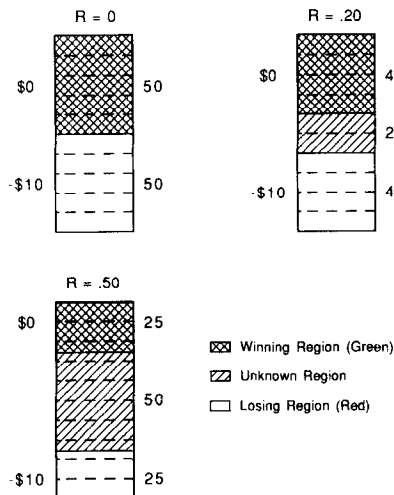 R = 0
$0
50
-$10
50
R = .20
$0
4
2
-$10
4
R = .50
$0
25
50
-$10
25
Winning Region (Green)
Unknown Region
Losing Region (Red)